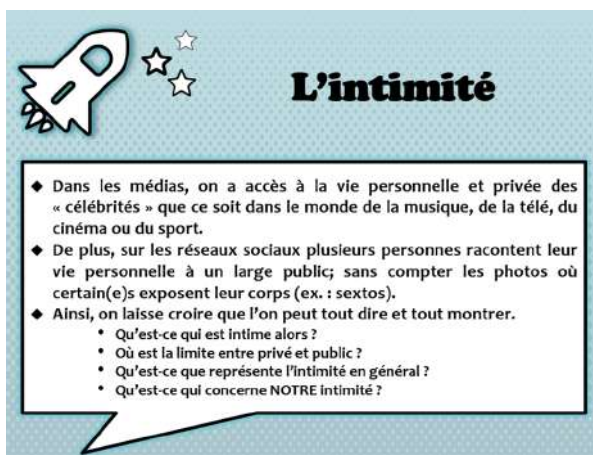 L'intimité
◆ Dans les médias, on a accès à la vie personnelle et privée des
« célébrités » que ce soit dans le monde de la musique, de la télé, du
cinéma ou du sport.
◆ De plus, sur les réseaux sociaux plusieurs personnes racontent leur
vie personnelle à un large public; sans compter les photos où
certain(e)s exposent leur corps (ex. : sextos).
◆ Ainsi, on laisse croire que l'on peut tout dire et tout montrer.
• Qu'est-ce qui est intime alors ?
• Où est la limite entre privé et public ?
• Qu'est-ce que représente l'intimité en général ?
• Qu'est-ce qui concerne NOTRE intimité ?